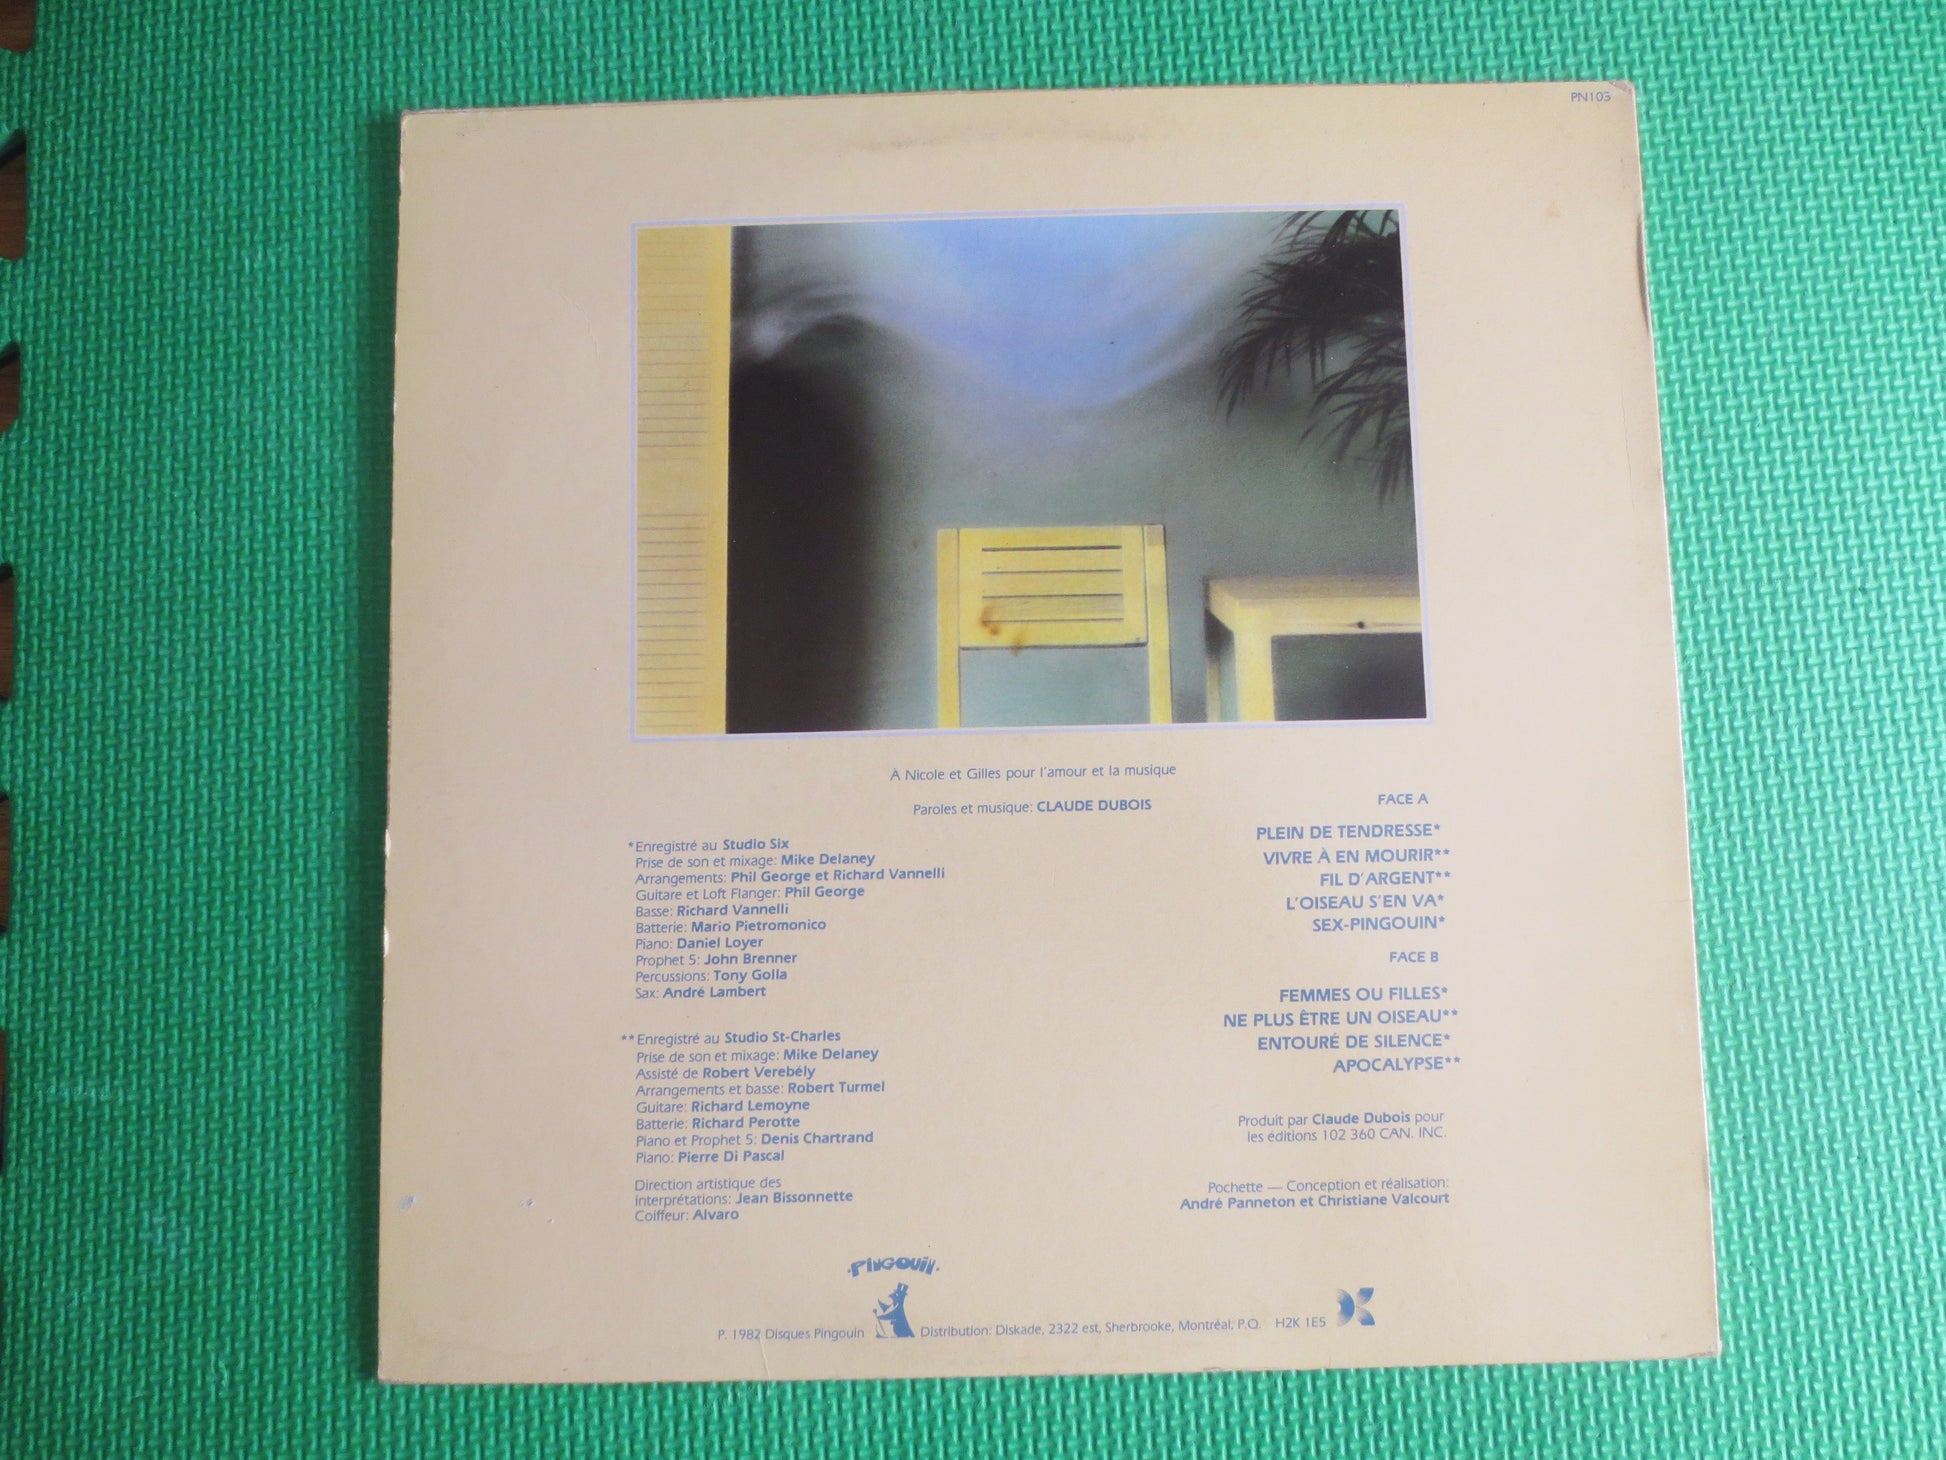 PN103
À Nicole et Gilles pour l'amour et la musique
Paroles et musique: CLAUDE DUBOIS
*Enregistré au Studio Six
Prise de son et mixage: Mike Delaney
Arrangements: Phil George et Richard Vannelli
Guitare et Loft Flanger: Phil George
Basse: Richard Vannelli
Batterie: Mario Pietromonico
Piano: Daniel Loyer
Prophet 5: John Brenner
Percussions: Tony Golla
Sax: André Lambert
**Enregistré au Studio St-Charles
Prise de son et mixage: Mike Delaney
Assisté de Robert Verebély
Arrangements et basse: Robert Turmel
Guitare: Richard Lemoyne
Batterie: Richard Perotte
Piano et Prophet 5: Denis Chartrand
Piano: Pierre Di Pascal
Direction artistique des
interprétations: Jean Bissonnette
Coiffeur: Alvaro
FACE A
PLEIN DE TENDRESSE*
VIVRE À EN MOURIR**
FIL D'ARGENT**
L'OISEAU S'EN VA*
SEX-PINGOUIN*
FACE B
FEMMES OU FILLES*
NE PLUS ÊTRE UN OISEAU**
ENTOURÉ DE SILENCE*
APOCALYPSE**
Produit par Claude Dubois pour
les éditions 102 360 CAN. INC.
Pochette — Conception et réalisation:
André Panneton et Christiane Valcourt
·PINGOUIN·
P. 1982 Disques Pingouin Distribution: Diskade, 2322 est, Sherbrooke, Montréal, P.Q. H2K 1E5